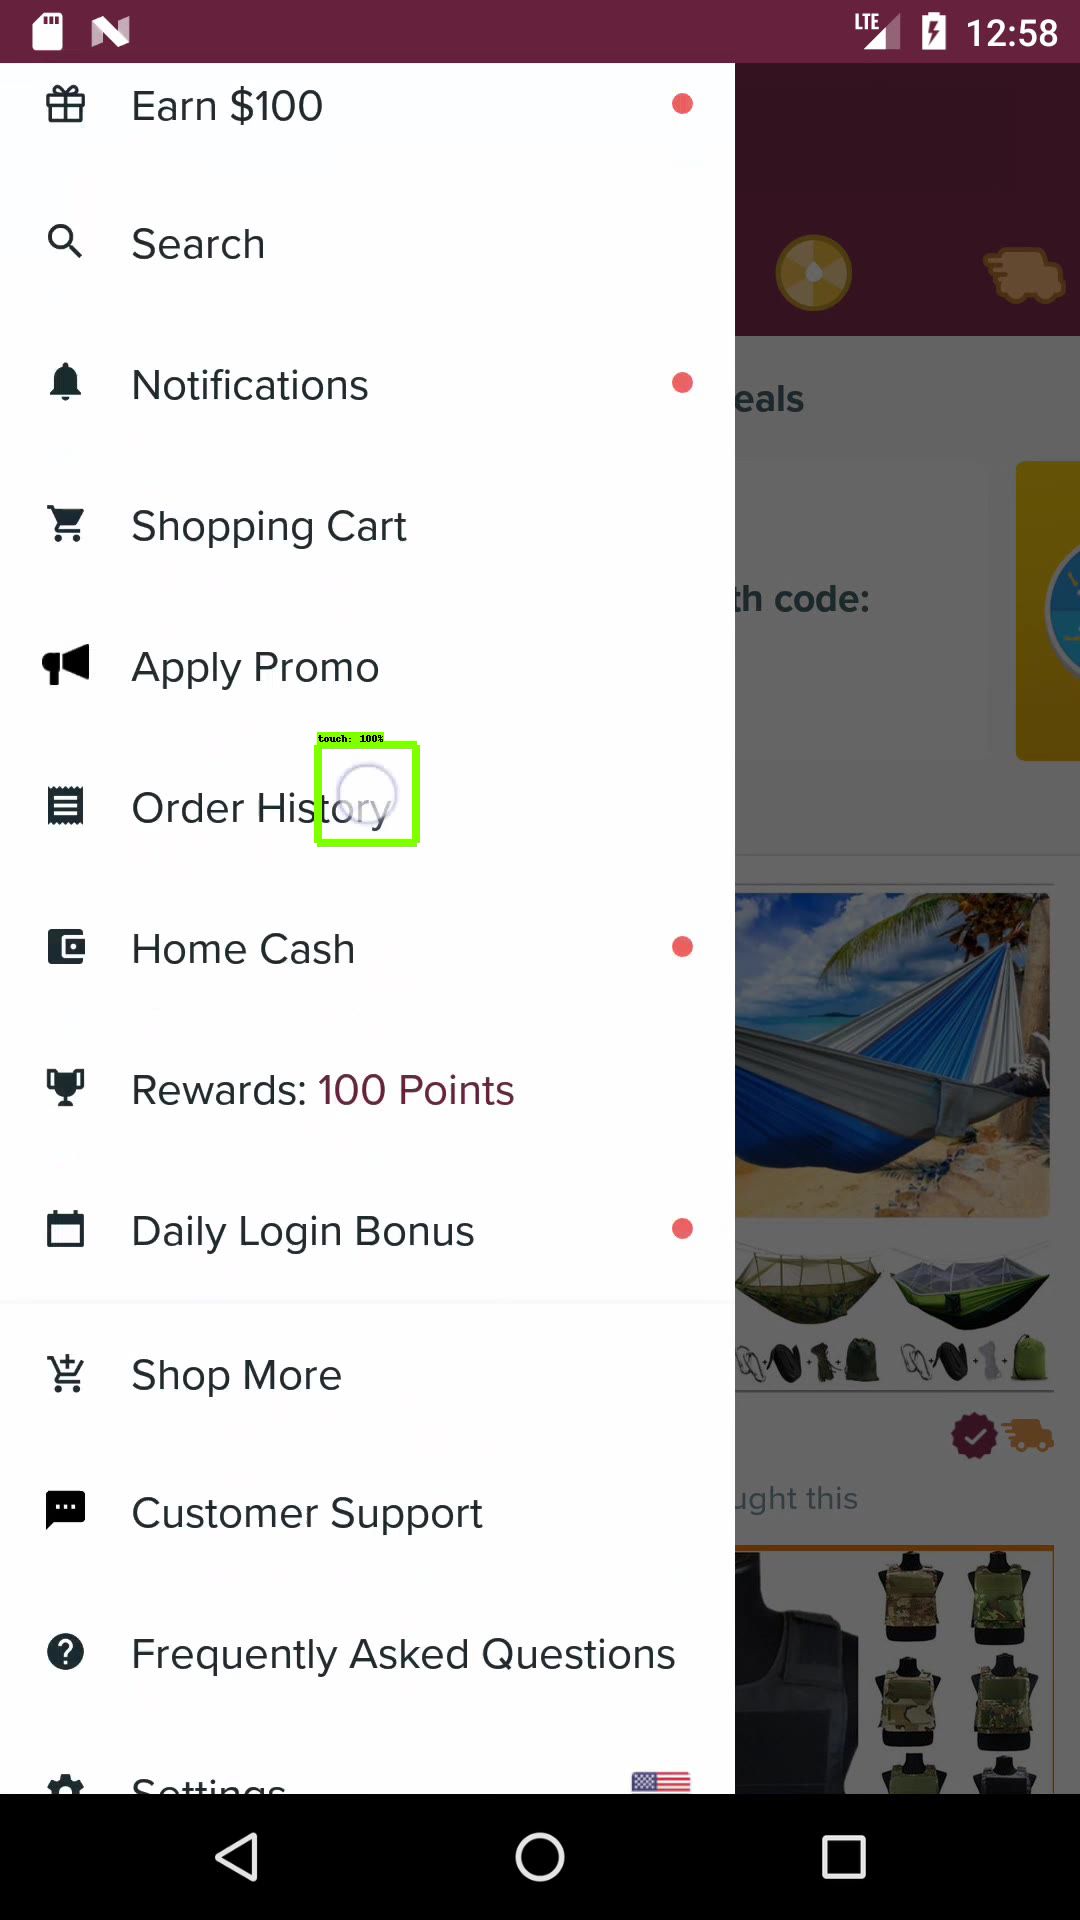 LTE 12:58
Earn $100
Search
Notifications
eals
Shopping Cart
th code:
Apply Promo
touch: 100%
Order History
Home Cash
Rewards: 100 Points
Daily Login Bonus
Shop More
Customer Support
ught this
Frequently Asked Questions
Settings